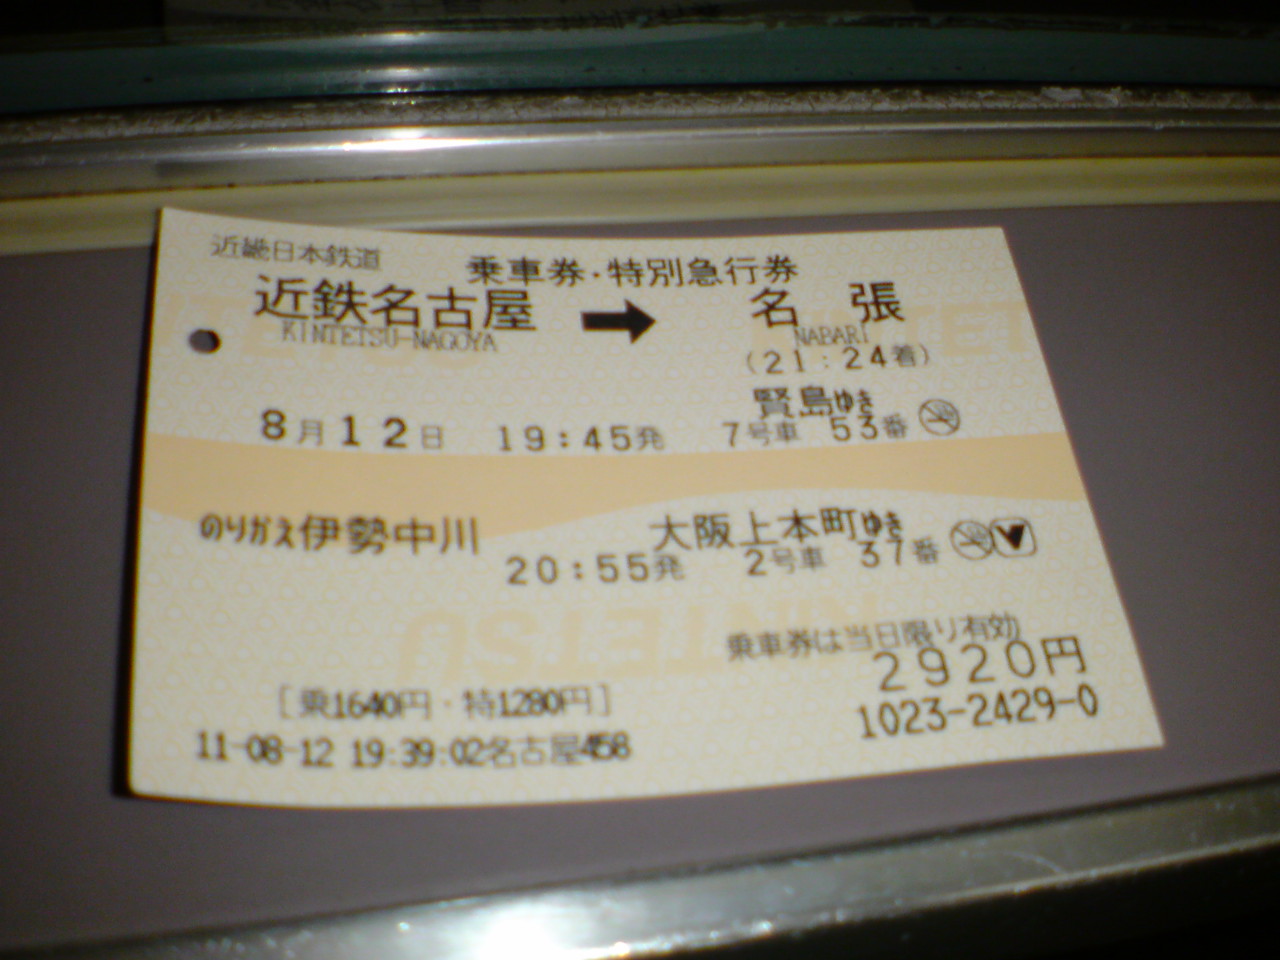 近畿日本鉄道
乗車券・特別急行券
近鉄名古屋 ➡ 名 張
KINTETSU-NAGOYA NABARI
(21:24着)
賢島ゆき
8月12日 19:45発 7号車 53番
のりかえ伊勢中川 大阪上本町ゆき
20:55発 2号車 37番
乗車券は当日限り有効
2920円
[乗1640円・特1280円]
1023-2429-0
11-08-12 19:39:02名古屋458
KINTETSU